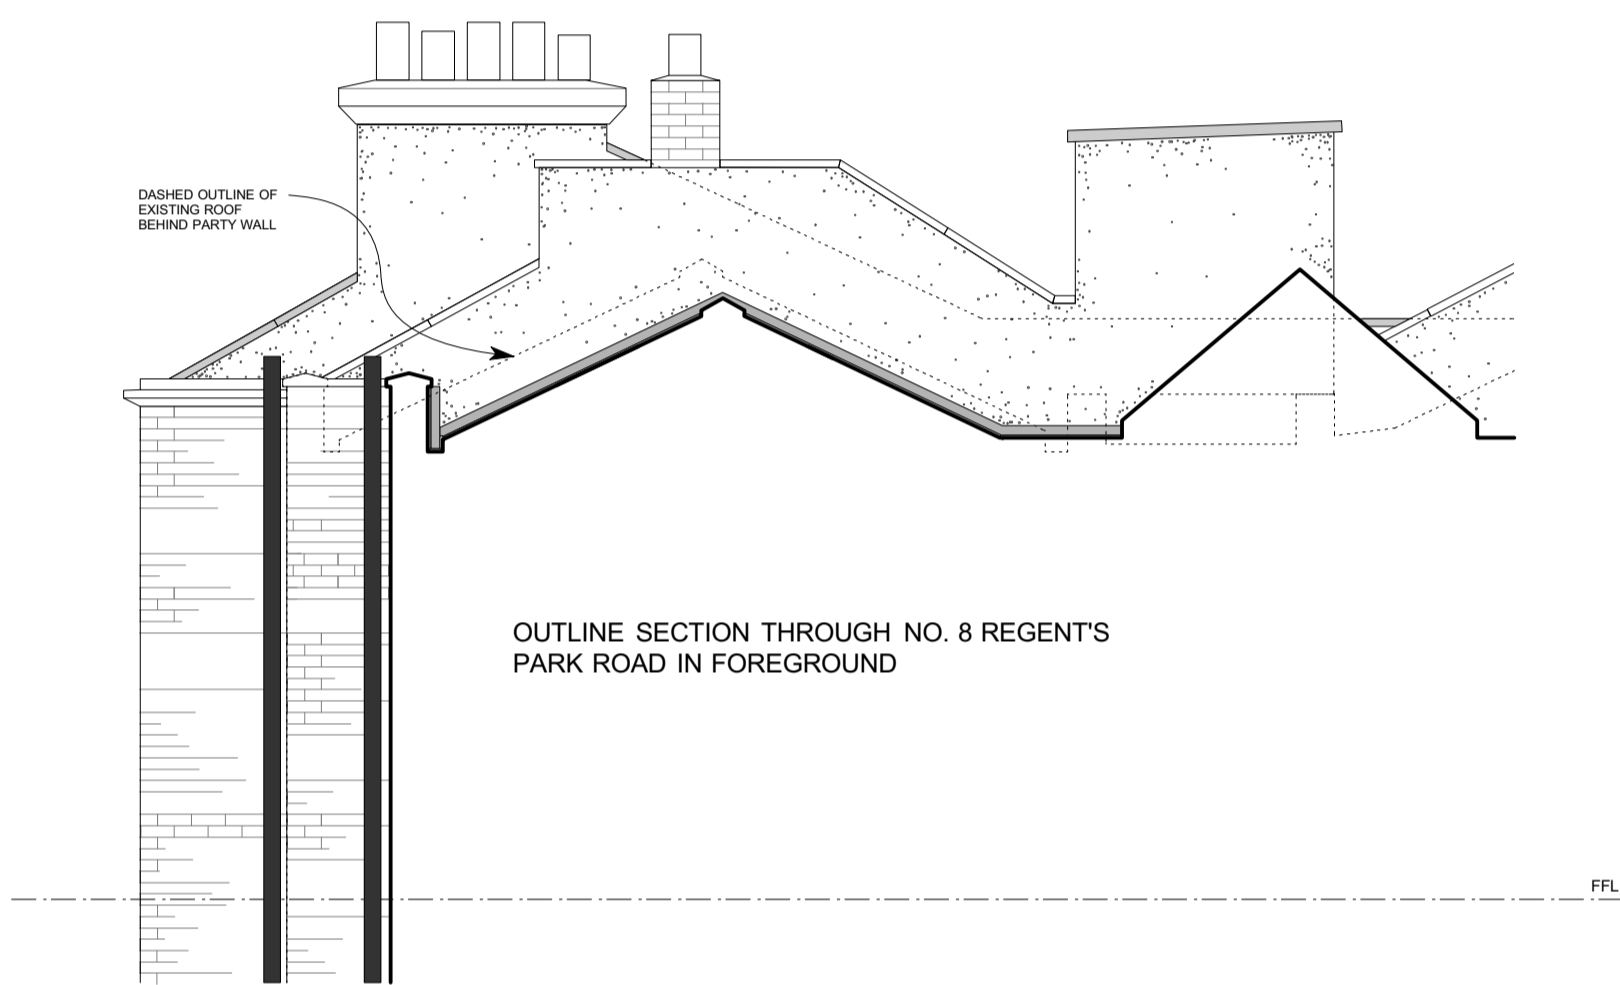 DASHED OUTLINE OF
EXISTING ROOF
BEHIND PARTY WALL
OUTLINE SECTION THROUGH NO. 8 REGENT'S
PARK ROAD IN FOREGROUND
FFL